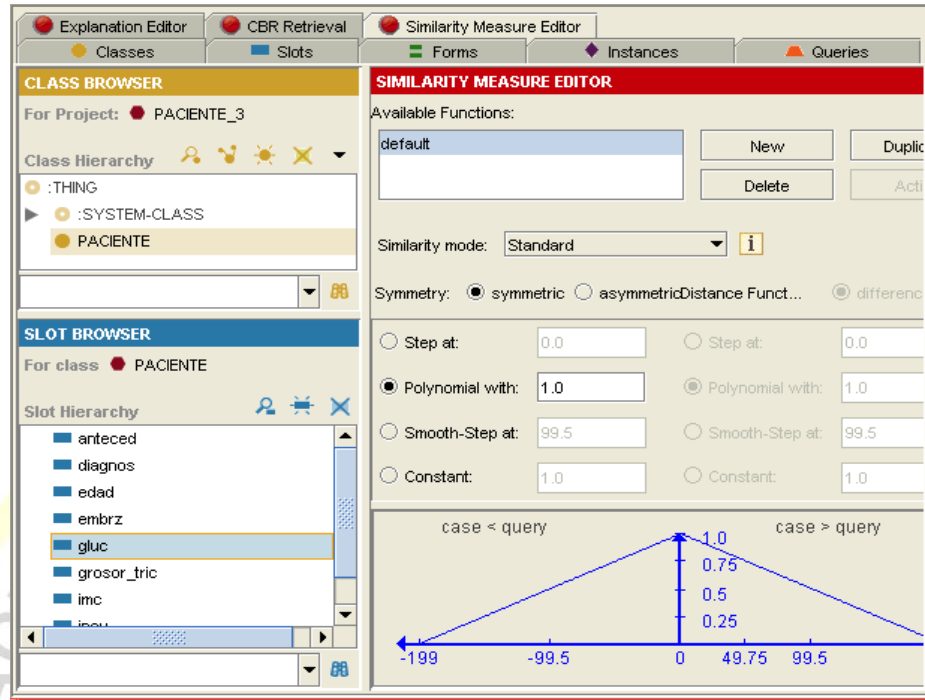 Explanation Editor CBR Retrieval Similarity Measure Editor
Classes Slots Forms Instances Queries
CLASS BROWSER
For Project: PACIENTE_3
Class Hierarchy
:THING
:SYSTEM-CLASS
PACIENTE
SLOT BROWSER
For class PACIENTE
Slot Hierarchy
anteced
diagnos
edad
embrz
gluc
grosor_tric
imc
SIMILARITY MEASURE EDITOR
Available Functions:
default
New Duplic
Delete Acti
Similarity mode: Standard i
Symmetry: symmetric asymmetricDistance Funct... differenc
Step at: 0.0 Step at: 0.0
Polynomial with: 1.0 Polynomial with: 1.0
Smooth-Step at: 99.5 Smooth-Step at: 99.5
Constant: 1.0 Constant: 1.0
case < query case > query
1.0
0.75
0.5
0.25
-199 -99.5 0 49.75 99.5